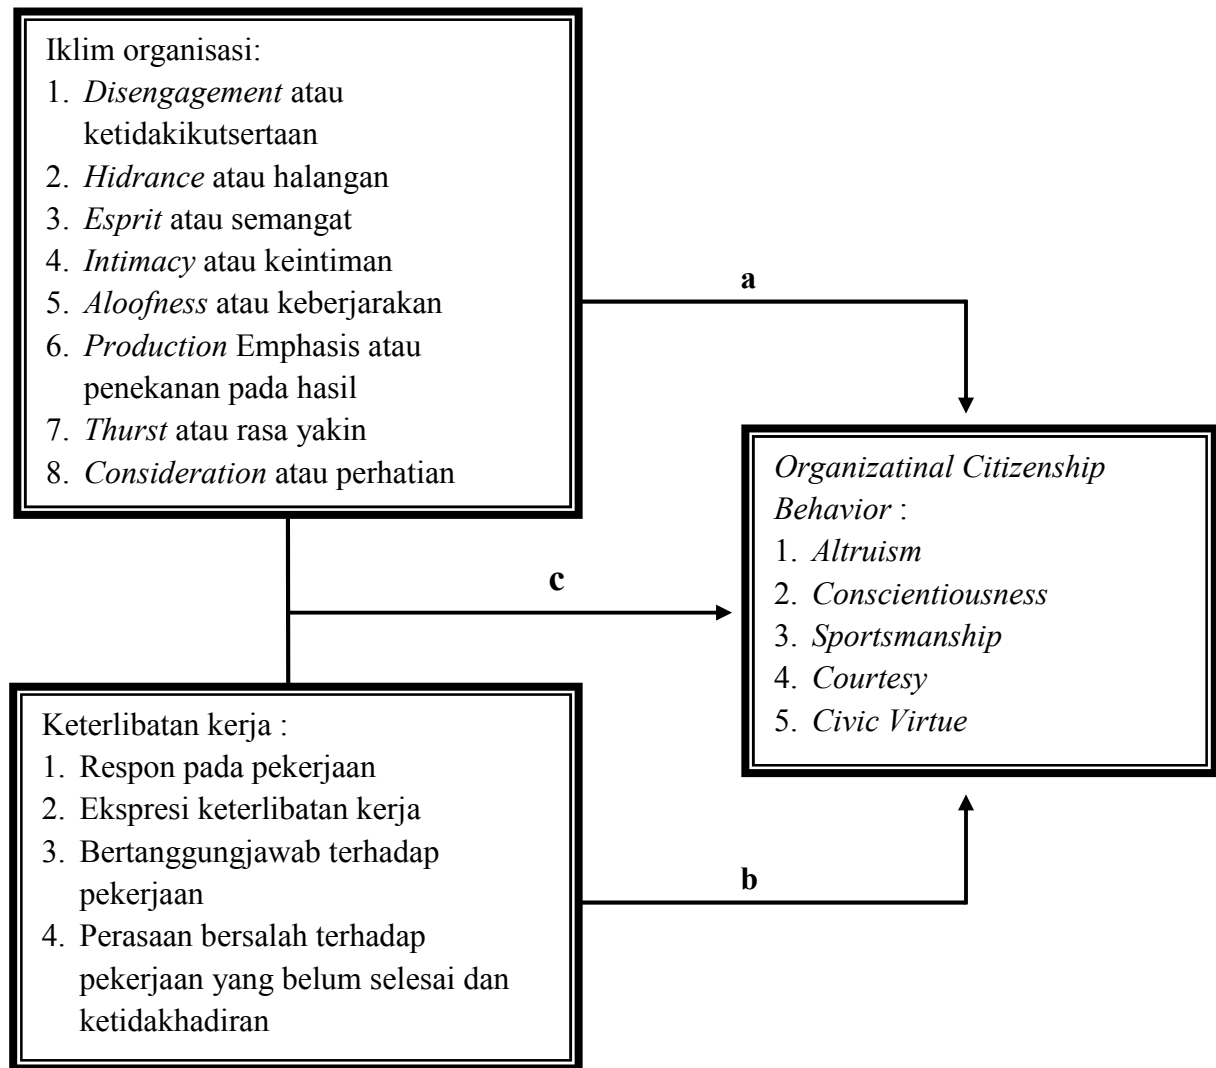 Iklim organisasi:
1. Disengagement atau
ketidakikutsertaan
2. Hidrance atau halangan
3. Esprit atau semangat
4. Intimacy atau keintiman
5. Aloofness atau keberjarakan
6. Production Emphasis atau
penekanan pada hasil
7. Thurst atau rasa yakin
8. Consideration atau perhatian
a
Organizatinal Citizenship
Behavior :
1. Altruism
2. Conscientiousness
3. Sportsmanship
4. Courtesy
5. Civic Virtue
c
Keterlibatan kerja :
1. Respon pada pekerjaan
2. Ekspresi keterlibatan kerja
3. Bertanggungjawab terhadap
pekerjaan
4. Perasaan bersalah terhadap
pekerjaan yang belum selesai dan
ketidakhadiran
b